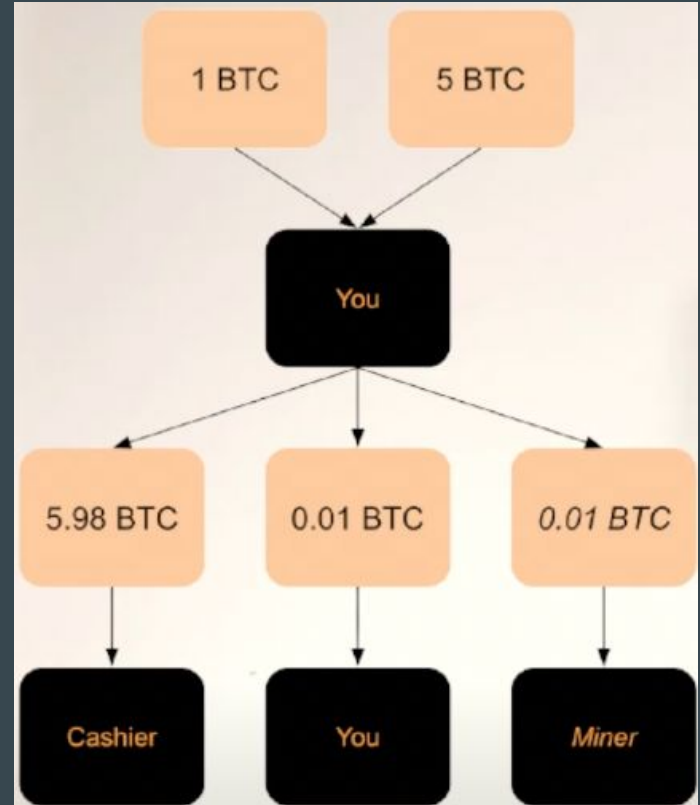 1 BTC
5 BTC
You
5.98 BTC
0.01 BTC
0.01 BTC
Cashier
You
Miner